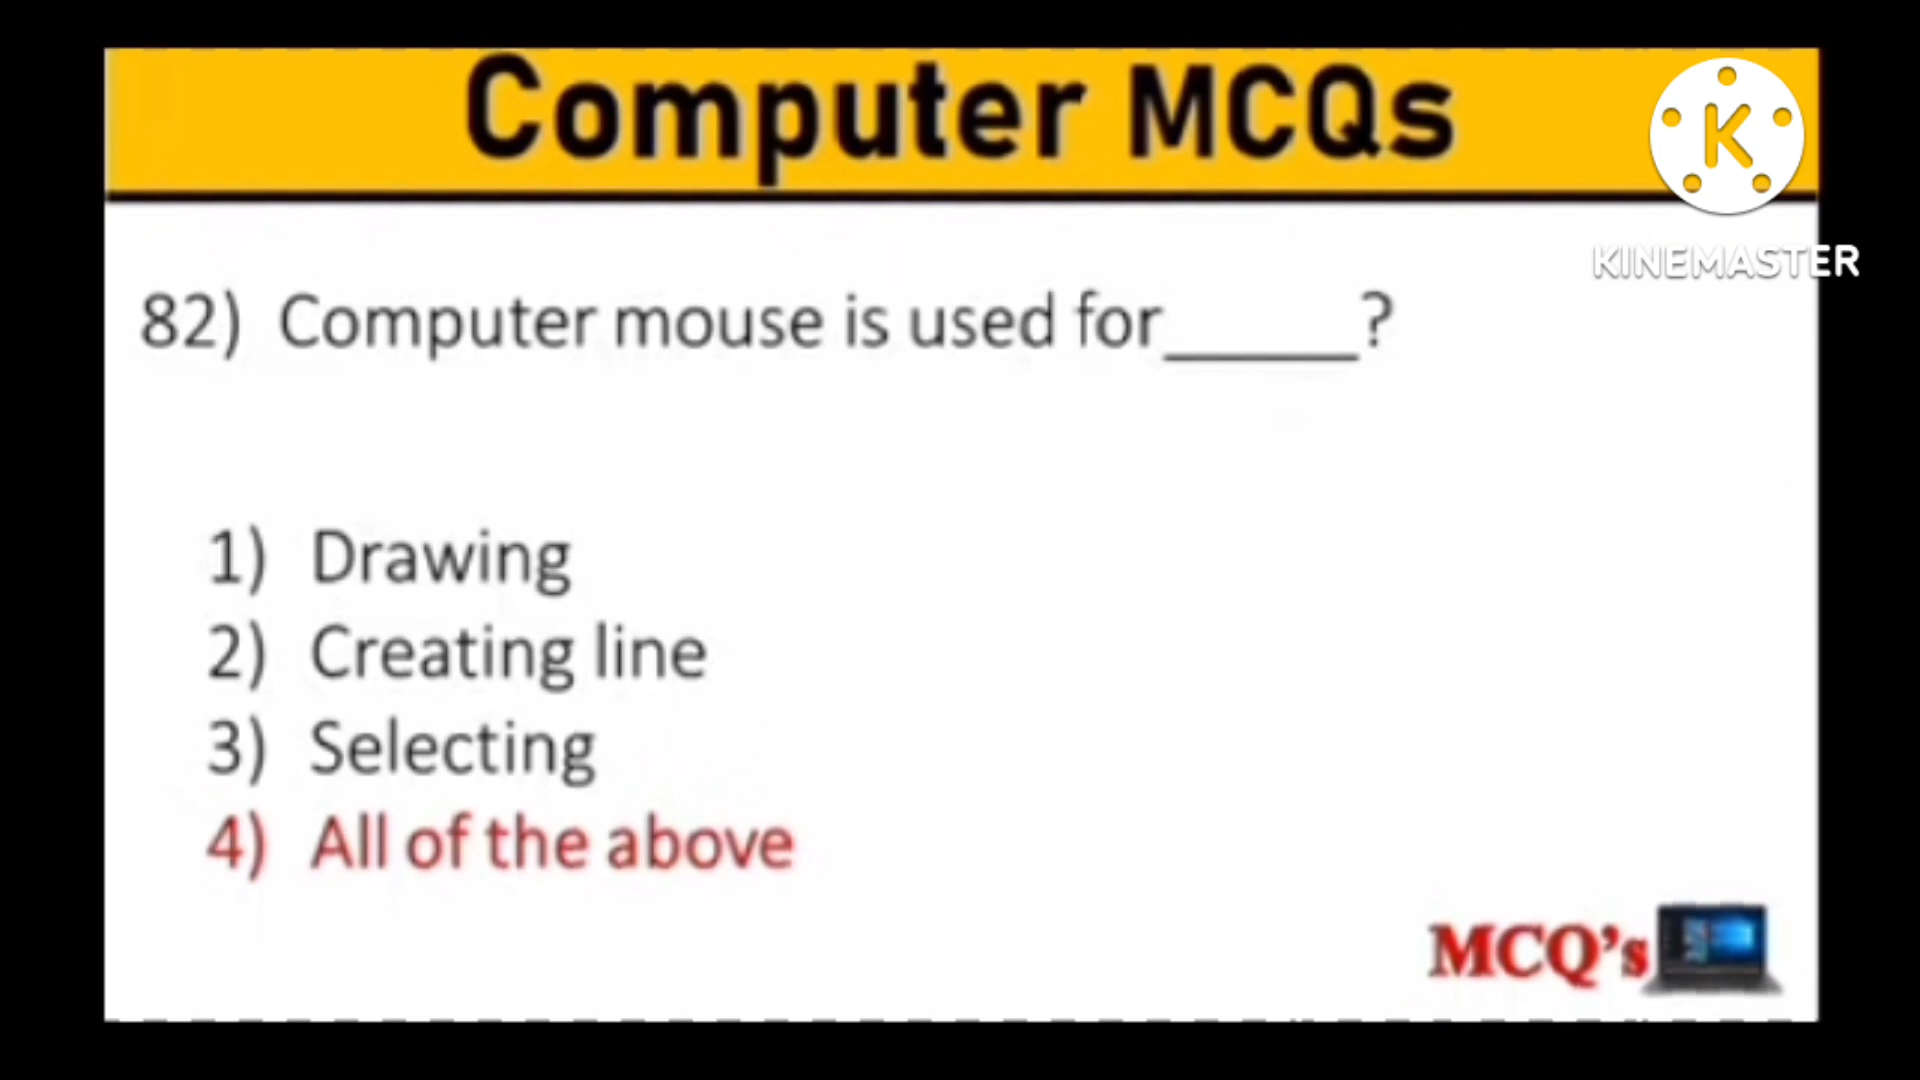 Computer MCQs
K
KINEMASTER
82) Computer mouse is used for______?
1) Drawing
2) Creating line
3) Selecting
4) All of the above
MCQ's